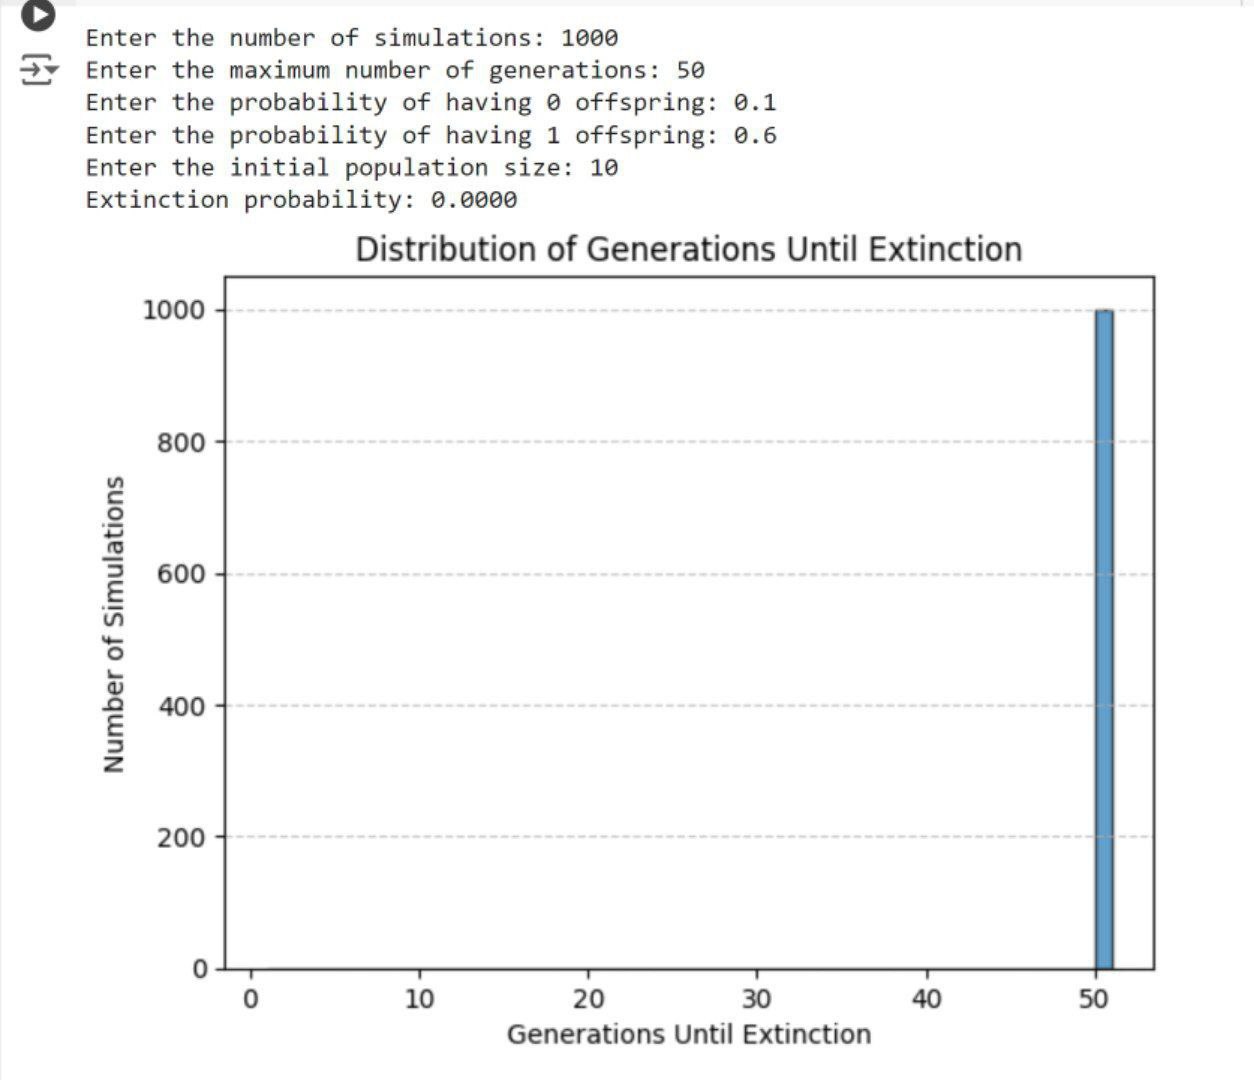 Enter the number of simulations: 1000
Enter the maximum number of generations: 50
Enter the probability of having 0 offspring: 0.1
Enter the probability of having 1 offspring: 0.6
Enter the initial population size: 10
Extinction probability: 0.0000
Distribution of Generations Until Extinction
1000
800
600
400
200
0
Number of Simulations
0 10 20 30 40 50
Generations Until Extinction